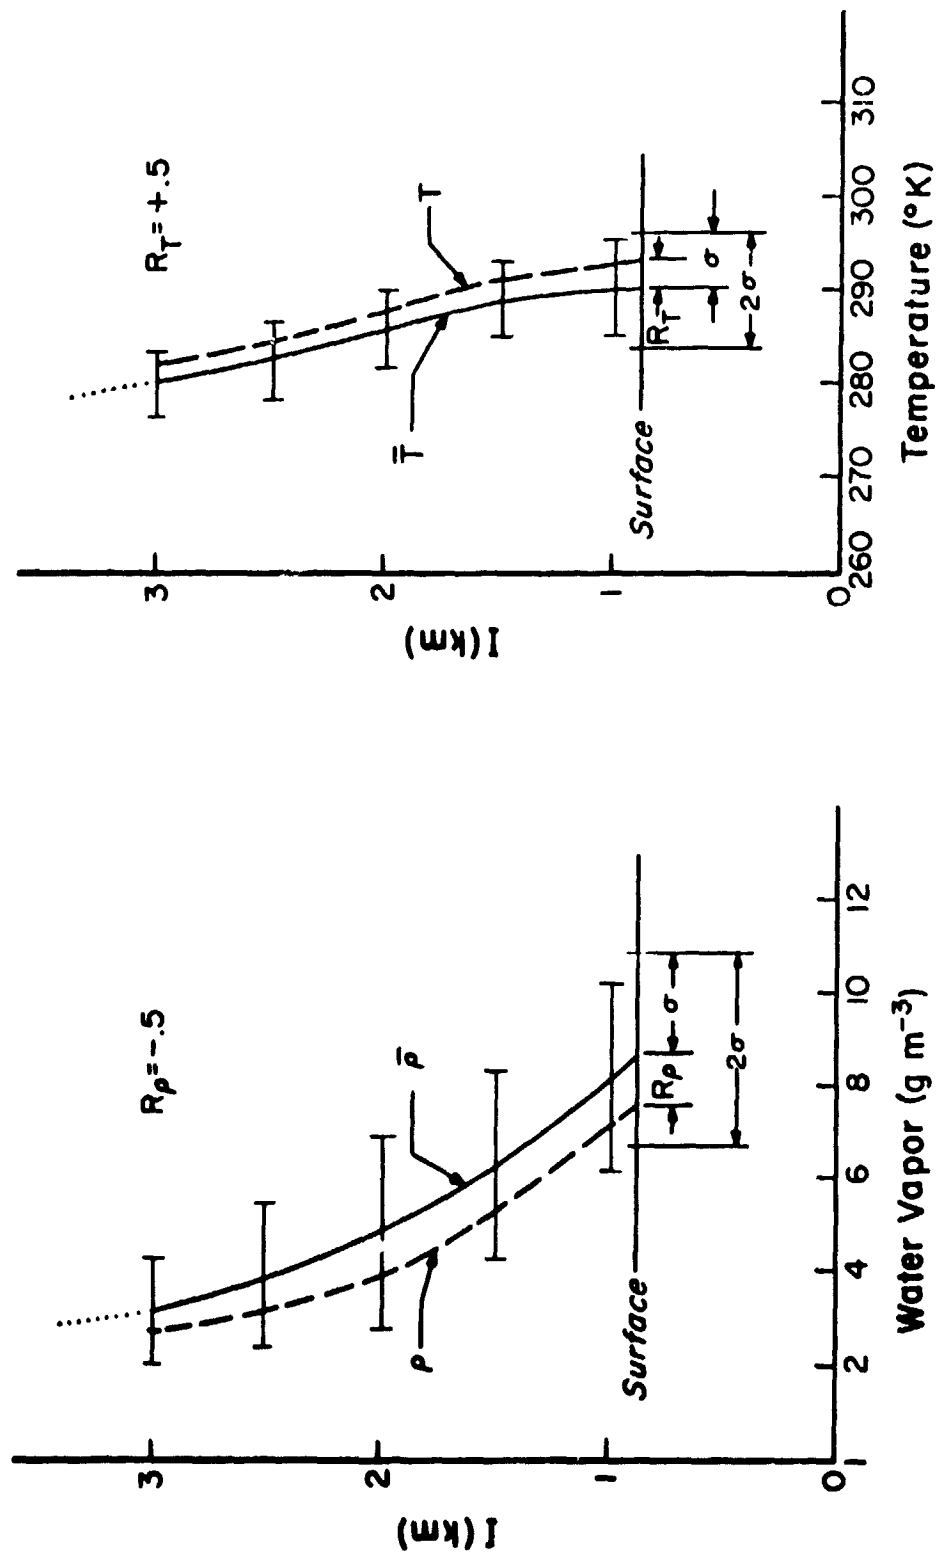 I (km)
3
2
1
0
R_ρ=-.5
ρ̄
ρ
Surface
R_ρ
σ
2σ
1 2 4 6 8 10 12
Water Vapor (g m⁻³)
I (km)
3
2
1
0
R_T=+.5
T
T̄
Surface
R_T
σ
2σ
260 270 280 290 300 310
Temperature (°K)